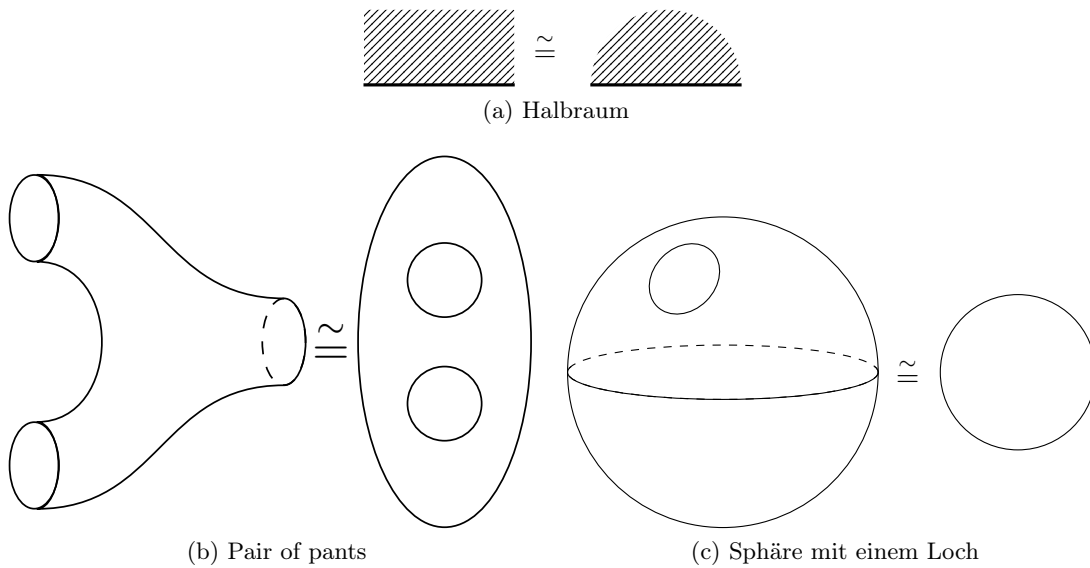 ≅
(a) Halbraum
≅
≅
(b) Pair of pants
(c) Sphäre mit einem Loch